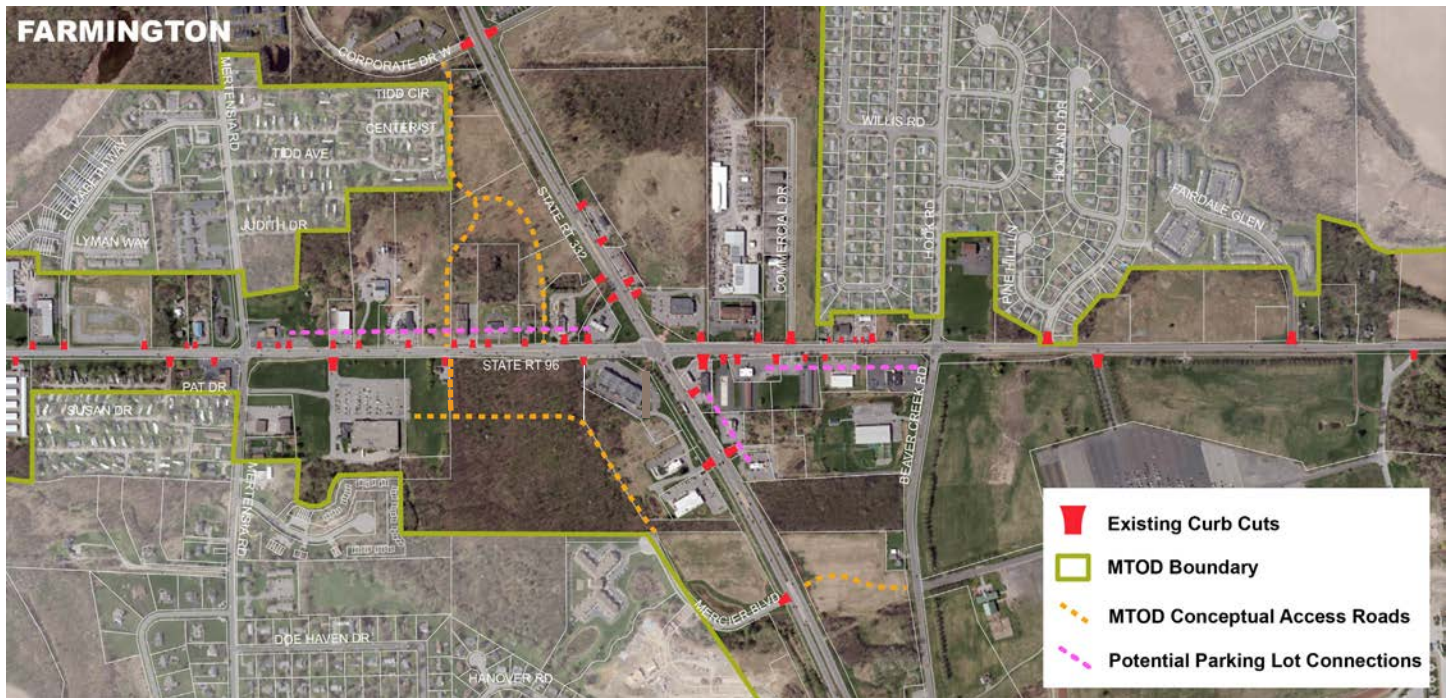 FARMINGTON
CORPORATE DR W
MERTENSIA RD
TIDD CIR
CENTERIST
TIDD AVE
ELIZABETH WAY
JUDITH DR
LYMAN WAY
STATE RT 332
COMMERCIAL DR
WILLIS RD
HOOK RD
HOLLAND DR
PINEHILL LN
FAIRDALE GLEN
STATE RT 96
PAT DR
SUSAN DR
MERTENSIA RD
BEAVER CREEK RD
MERCIER BLVD
DOE HAVEN DR
HANOVER RD
Existing Curb Cuts
MTOD Boundary
MTOD Conceptual Access Roads
Potential Parking Lot Connections